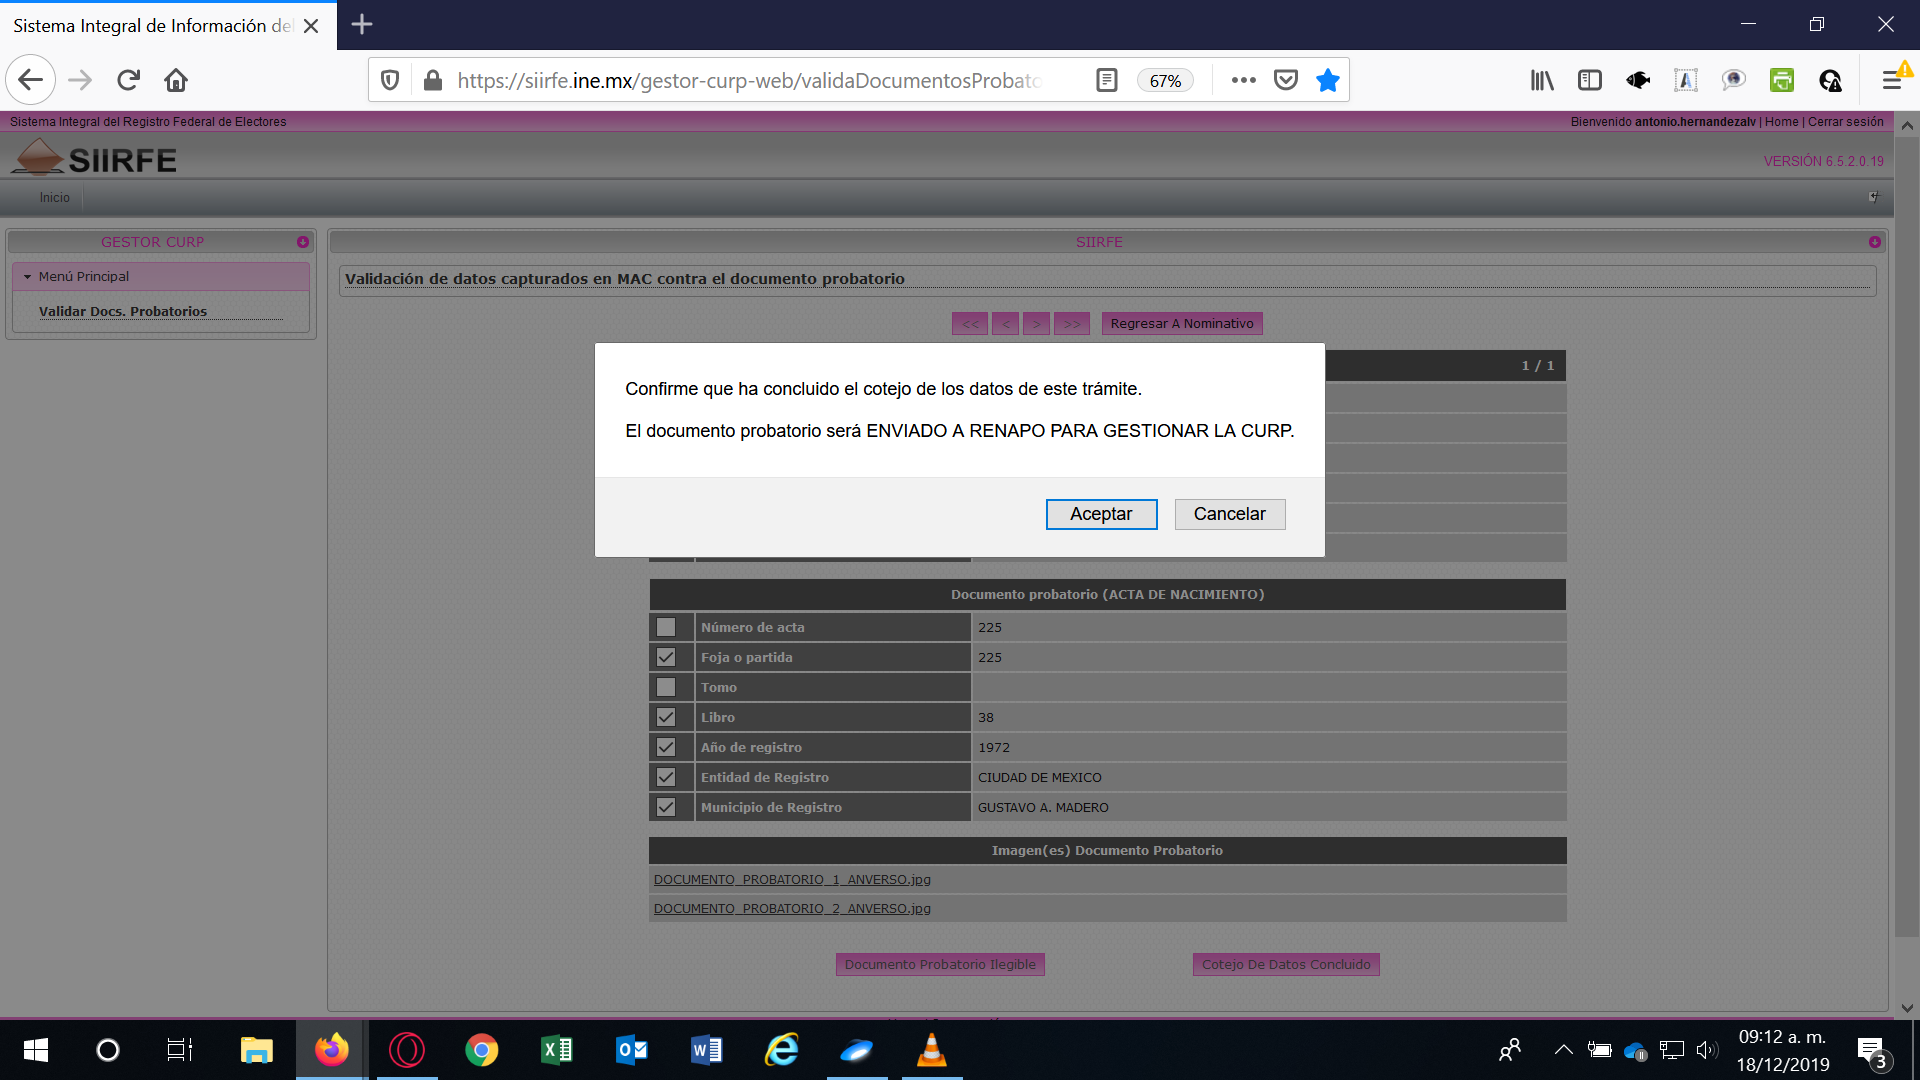 Sistema Integral de Información del
https://siirfe.ine.mx/gestor-curp-web/validaDocumentosProbato
67%
Sistema Integral del Registro Federal de Electores
Bienvenido antonio.hernandezalv | Home | Cerrar sesión
SIIRFE
VERSIÓN 6.5.2.0.19
Inicio
GESTOR CURP
SIIRFE
Menú Principal
Validar Docs. Probatorios
Validación de datos capturados en MAC contra el documento probatorio
<< < > >> Regresar A Nominativo
1 / 1
Confirme que ha concluido el cotejo de los datos de este trámite.
El documento probatorio será ENVIADO A RENAPO PARA GESTIONAR LA CURP.
Aceptar Cancelar
Documento probatorio (ACTA DE NACIMIENTO)
Número de acta 225
Foja o partida 225
Tomo
Libro 38
Año de registro 1972
Entidad de Registro CIUDAD DE MEXICO
Municipio de Registro GUSTAVO A. MADERO
Imagen(es) Documento Probatorio
DOCUMENTO_PROBATORIO_1_ANVERSO.jpg
DOCUMENTO_PROBATORIO_2_ANVERSO.jpg
Documento Probatorio Ilegible Cotejo De Datos Concluido
09:12 a. m.
18/12/2019
3